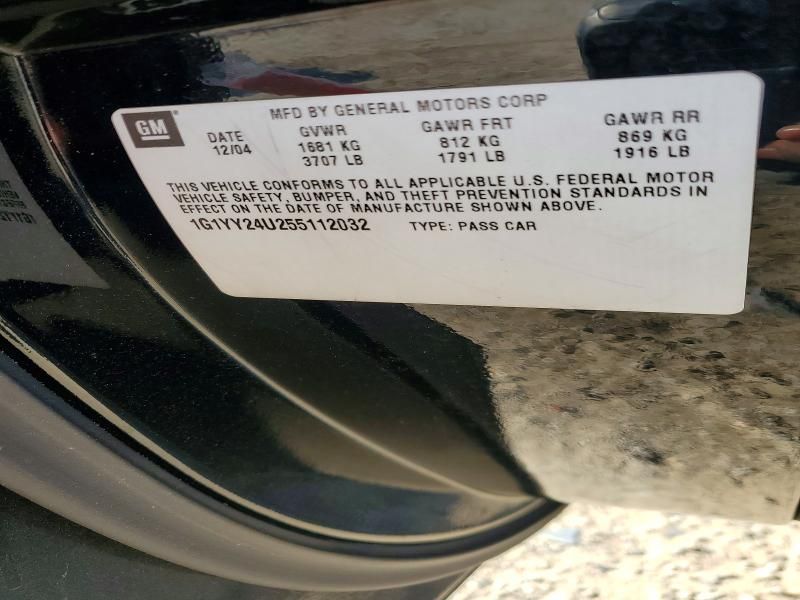 GM
MFD BY GENERAL MOTORS CORP
DATE GVWR GAWR FRT GAWR RR
12/04 1681 KG 812 KG 869 KG
3707 LB 1791 LB 1916 LB
THIS VEHICLE CONFORMS TO ALL APPLICABLE U.S. FEDERAL MOTOR
VEHICLE SAFETY, BUMPER, AND THEFT PREVENTION STANDARDS IN
EFFECT ON THE DATE OF MANUFACTURE SHOWN ABOVE.
1G1YY24U255112032 TYPE: PASS CAR